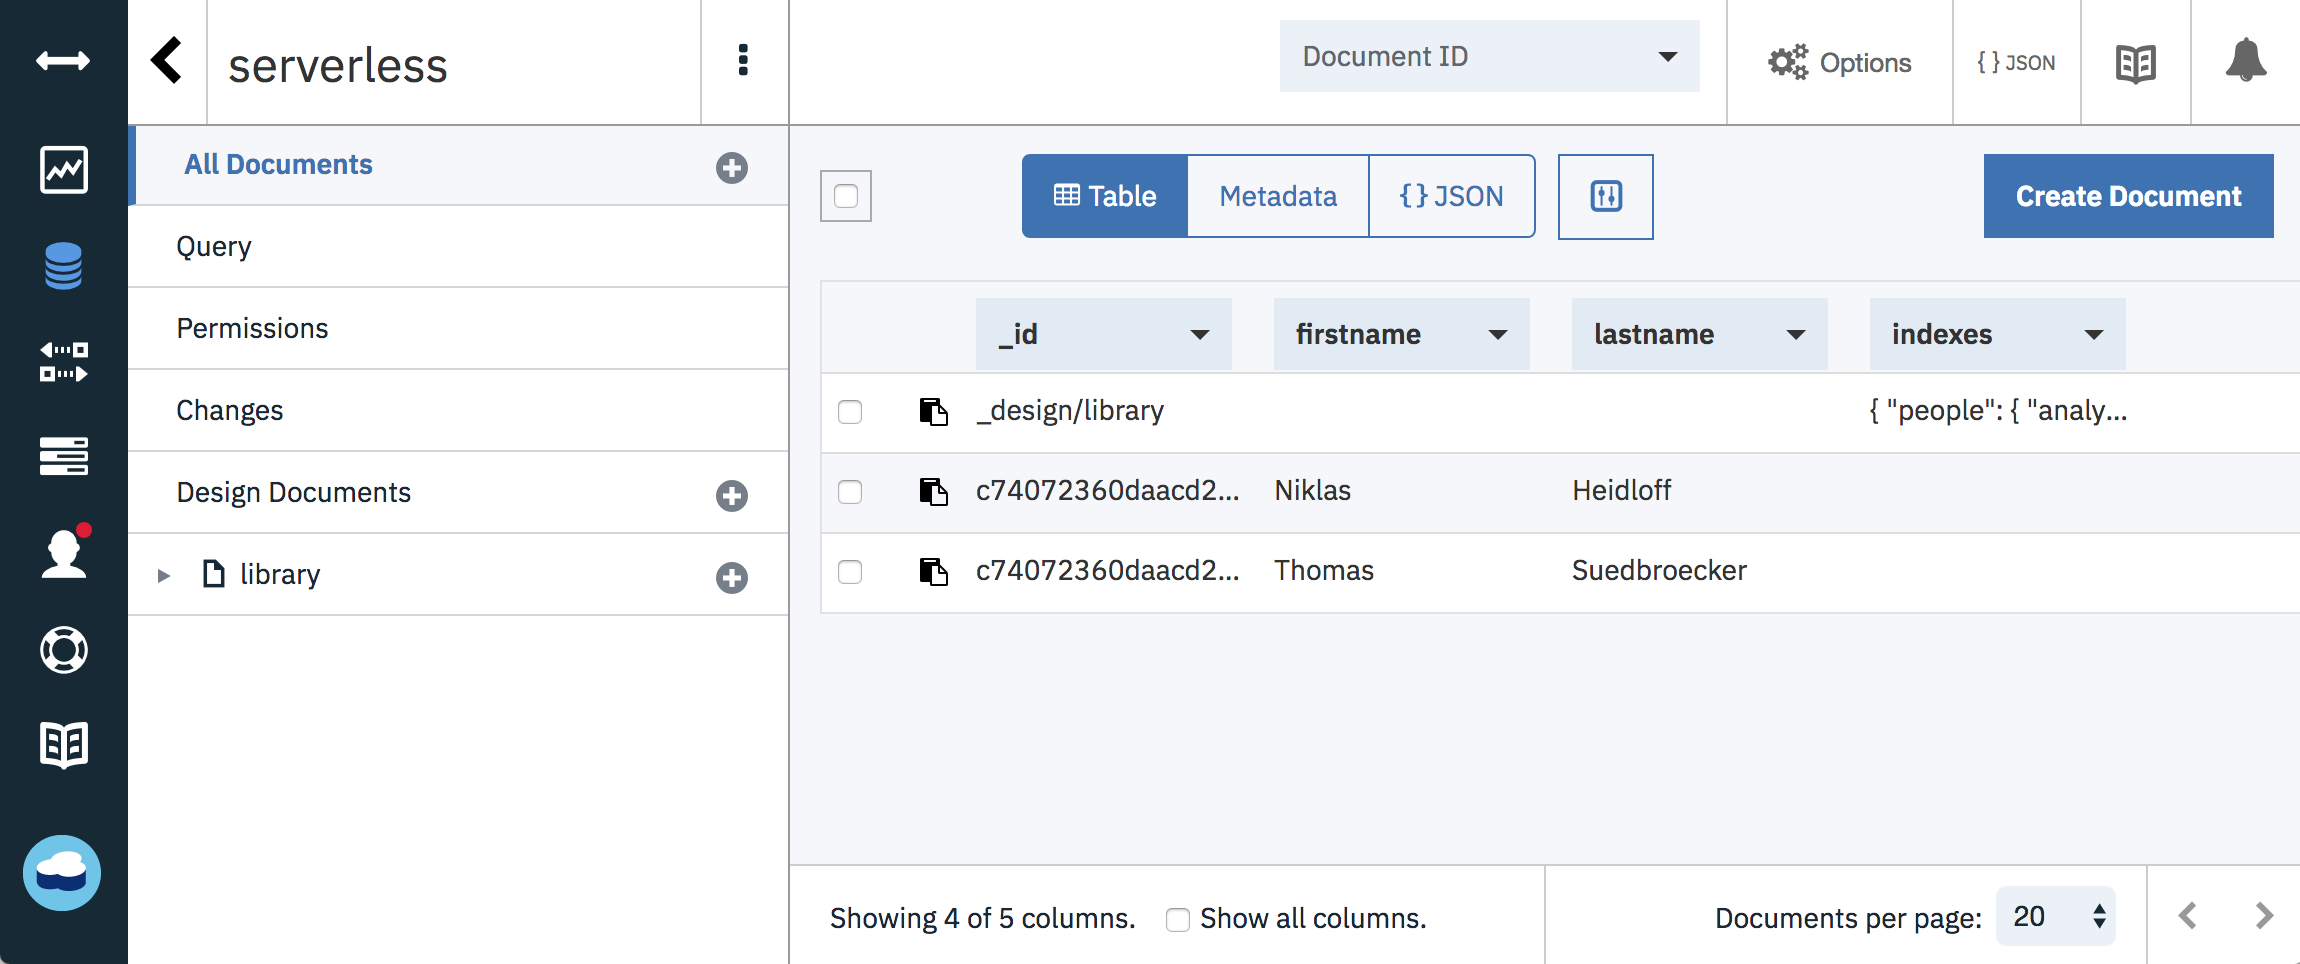 serverless
Document ID
Options
{ } JSON
All Documents
Query
Permissions
Changes
Design Documents
library
Table
Metadata
{ } JSON
Create Document
_id firstname lastname indexes
_design/library { "people": { "analy...
c74072360daacd2... Niklas Heidloff
c74072360daacd2... Thomas Suedbroecker
Showing 4 of 5 columns. Show all columns. Documents per page: 20